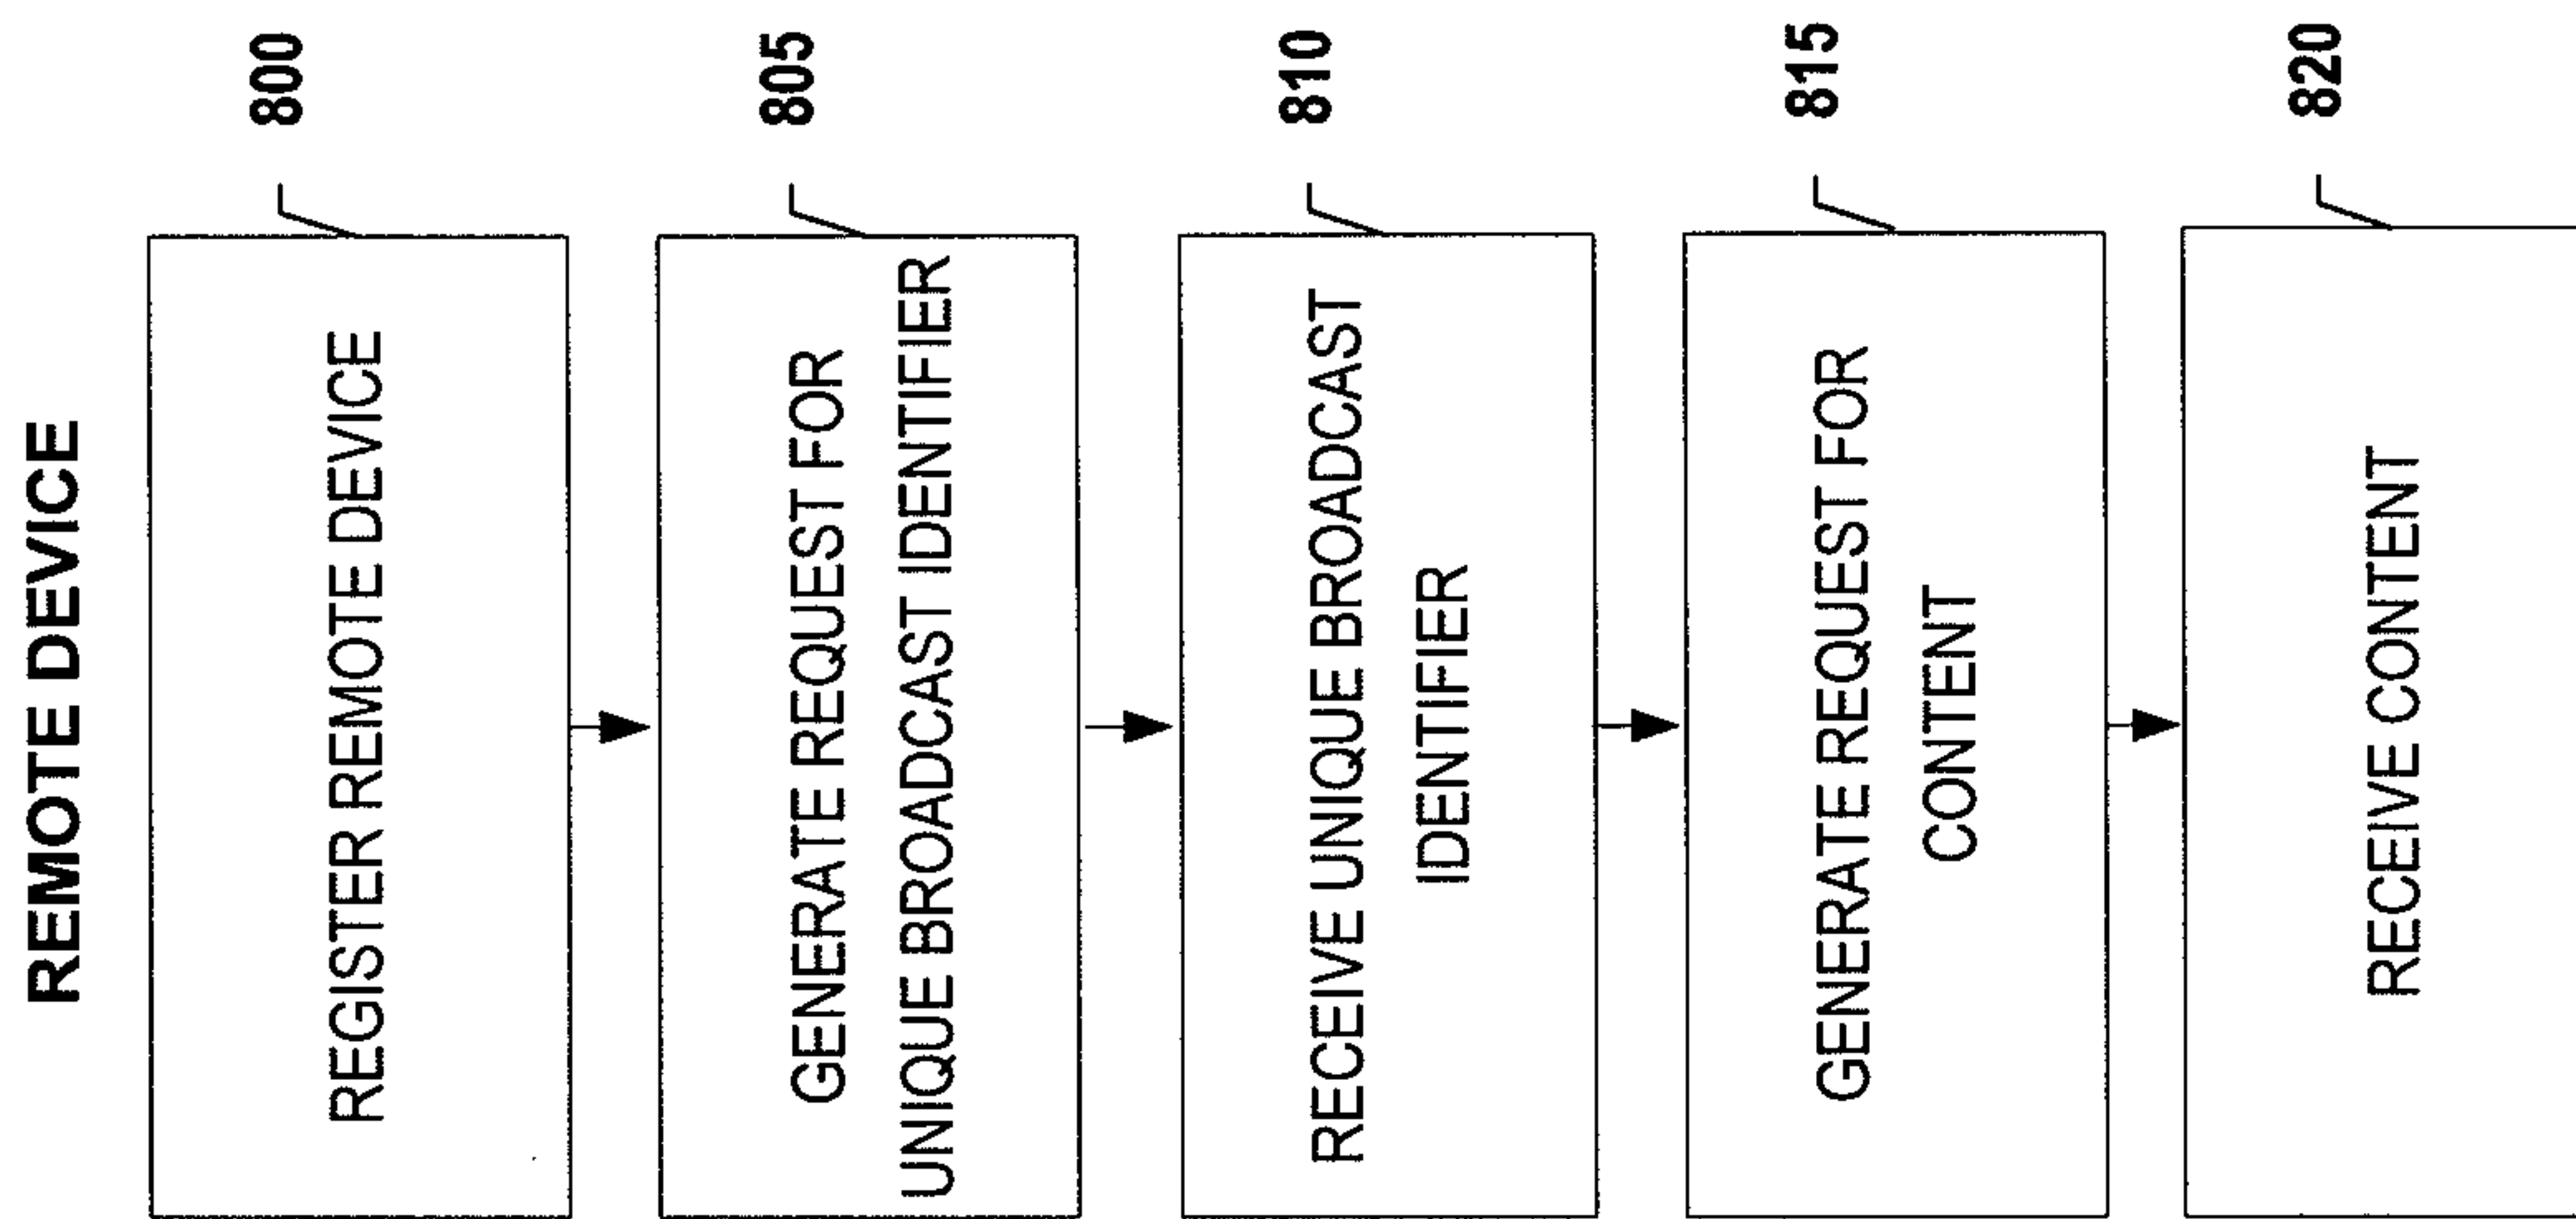 REMOTE DEVICE
REGISTER REMOTE DEVICE
800
GENERATE REQUEST FOR
UNIQUE BROADCAST IDENTIFIER
805
RECEIVE UNIQUE BROADCAST
IDENTIFIER
810
GENERATE REQUEST FOR
CONTENT
815
RECEIVE CONTENT
820